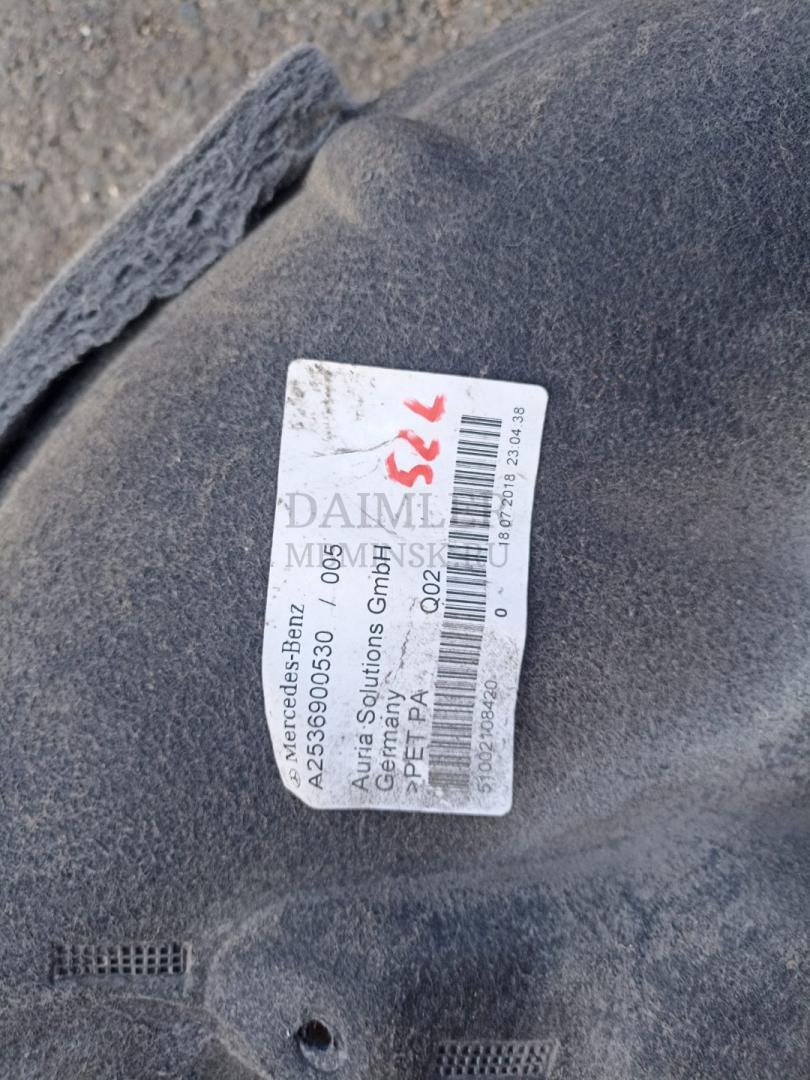 Mercedes-Benz
A2536900530 / 005
Auria Solutions GmbH
Germany
>PET PA
Q02
51002108420
0
18.07.2018 23.04.38
DAIMLER
MBMINSK.RU